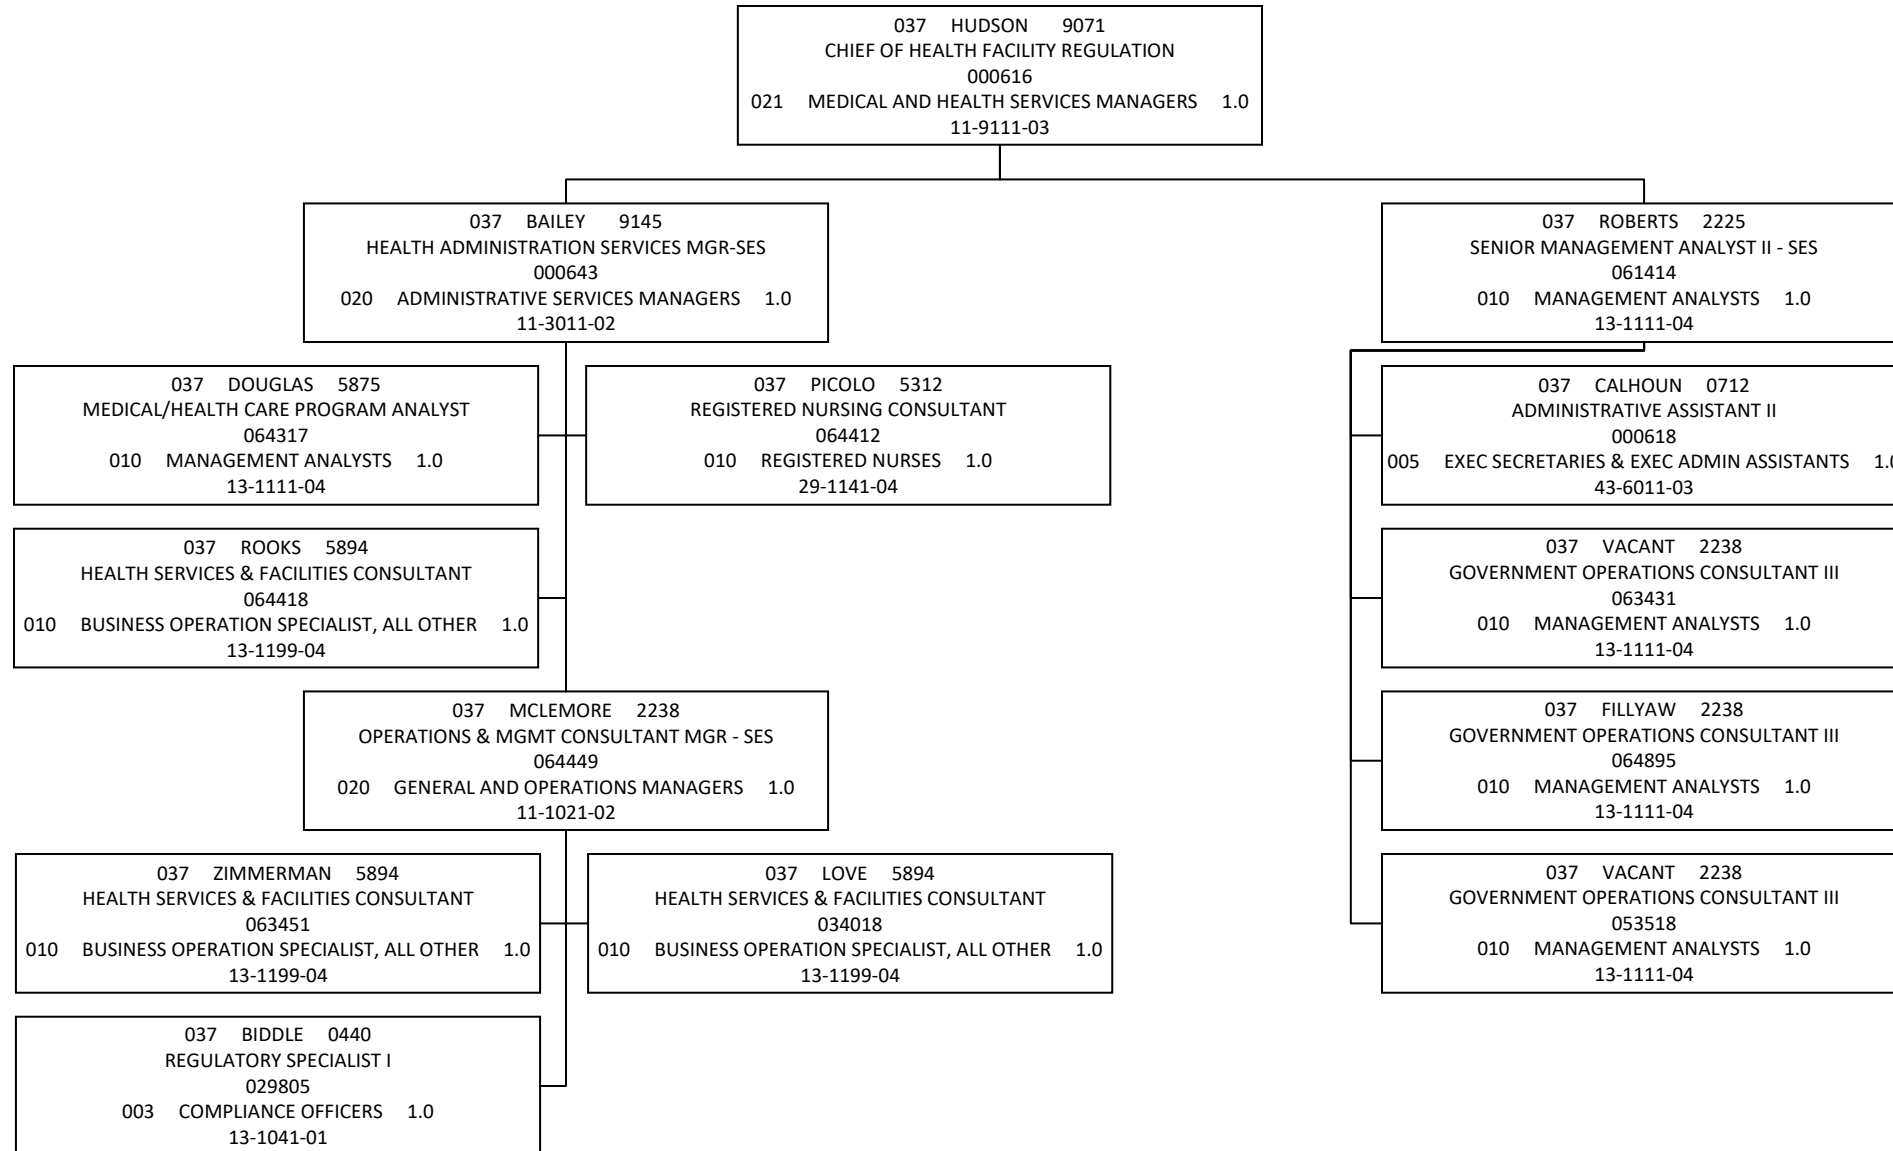 037 HUDSON 9071
CHIEF OF HEALTH FACILITY REGULATION
000616
021 MEDICAL AND HEALTH SERVICES MANAGERS 1.0
11-9111-03
037 BAILEY 9145
HEALTH ADMINISTRATION SERVICES MGR-SES
000643
020 ADMINISTRATIVE SERVICES MANAGERS 1.0
11-3011-02
037 DOUGLAS 5875
MEDICAL/HEALTH CARE PROGRAM ANALYST
064317
010 MANAGEMENT ANALYSTS 1.0
13-1111-04
037 PICOLO 5312
REGISTERED NURSING CONSULTANT
064412
010 REGISTERED NURSES 1.0
29-1141-04
037 ROOKS 5894
HEALTH SERVICES & FACILITIES CONSULTANT
064418
010 BUSINESS OPERATION SPECIALIST, ALL OTHER 1.0
13-1199-04
037 MCLEMORE 2238
OPERATIONS & MGMT CONSULTANT MGR - SES
064449
020 GENERAL AND OPERATIONS MANAGERS 1.0
11-1021-02
037 ZIMMERMAN 5894
HEALTH SERVICES & FACILITIES CONSULTANT
063451
010 BUSINESS OPERATION SPECIALIST, ALL OTHER 1.0
13-1199-04
037 LOVE 5894
HEALTH SERVICES & FACILITIES CONSULTANT
034018
010 BUSINESS OPERATION SPECIALIST, ALL OTHER 1.0
13-1199-04
037 BIDDLE 0440
REGULATORY SPECIALIST I
029805
003 COMPLIANCE OFFICERS 1.0
13-1041-01
037 ROBERTS 2225
SENIOR MANAGEMENT ANALYST II - SES
061414
010 MANAGEMENT ANALYSTS 1.0
13-1111-04
037 CALHOUN 0712
ADMINISTRATIVE ASSISTANT II
000618
005 EXEC SECRETARIES & EXEC ADMIN ASSISTANTS 1.0
43-6011-03
037 VACANT 2238
GOVERNMENT OPERATIONS CONSULTANT III
063431
010 MANAGEMENT ANALYSTS 1.0
13-1111-04
037 FILLYAW 2238
GOVERNMENT OPERATIONS CONSULTANT III
064895
010 MANAGEMENT ANALYSTS 1.0
13-1111-04
037 VACANT 2238
GOVERNMENT OPERATIONS CONSULTANT III
053518
010 MANAGEMENT ANALYSTS 1.0
13-1111-04